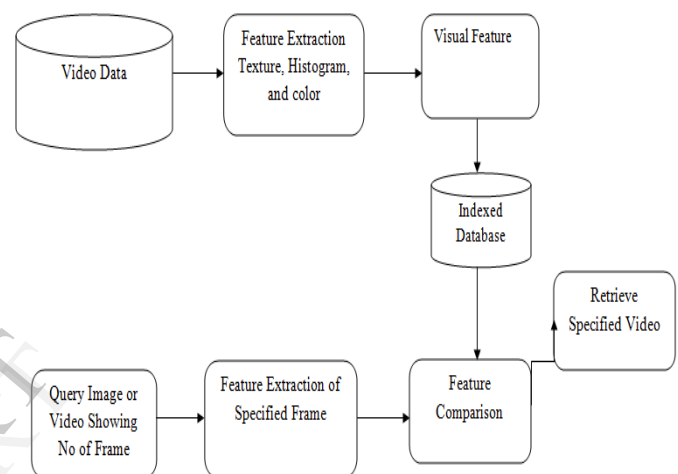 Video Data
Feature Extraction
Texture, Histogram,
and color
Visual Feature
Indexed
Database
Retrieve
Specified Video
Query Image or
Video Showing
No of Frame
Feature Extraction of
Specified Frame
Feature
Comparison